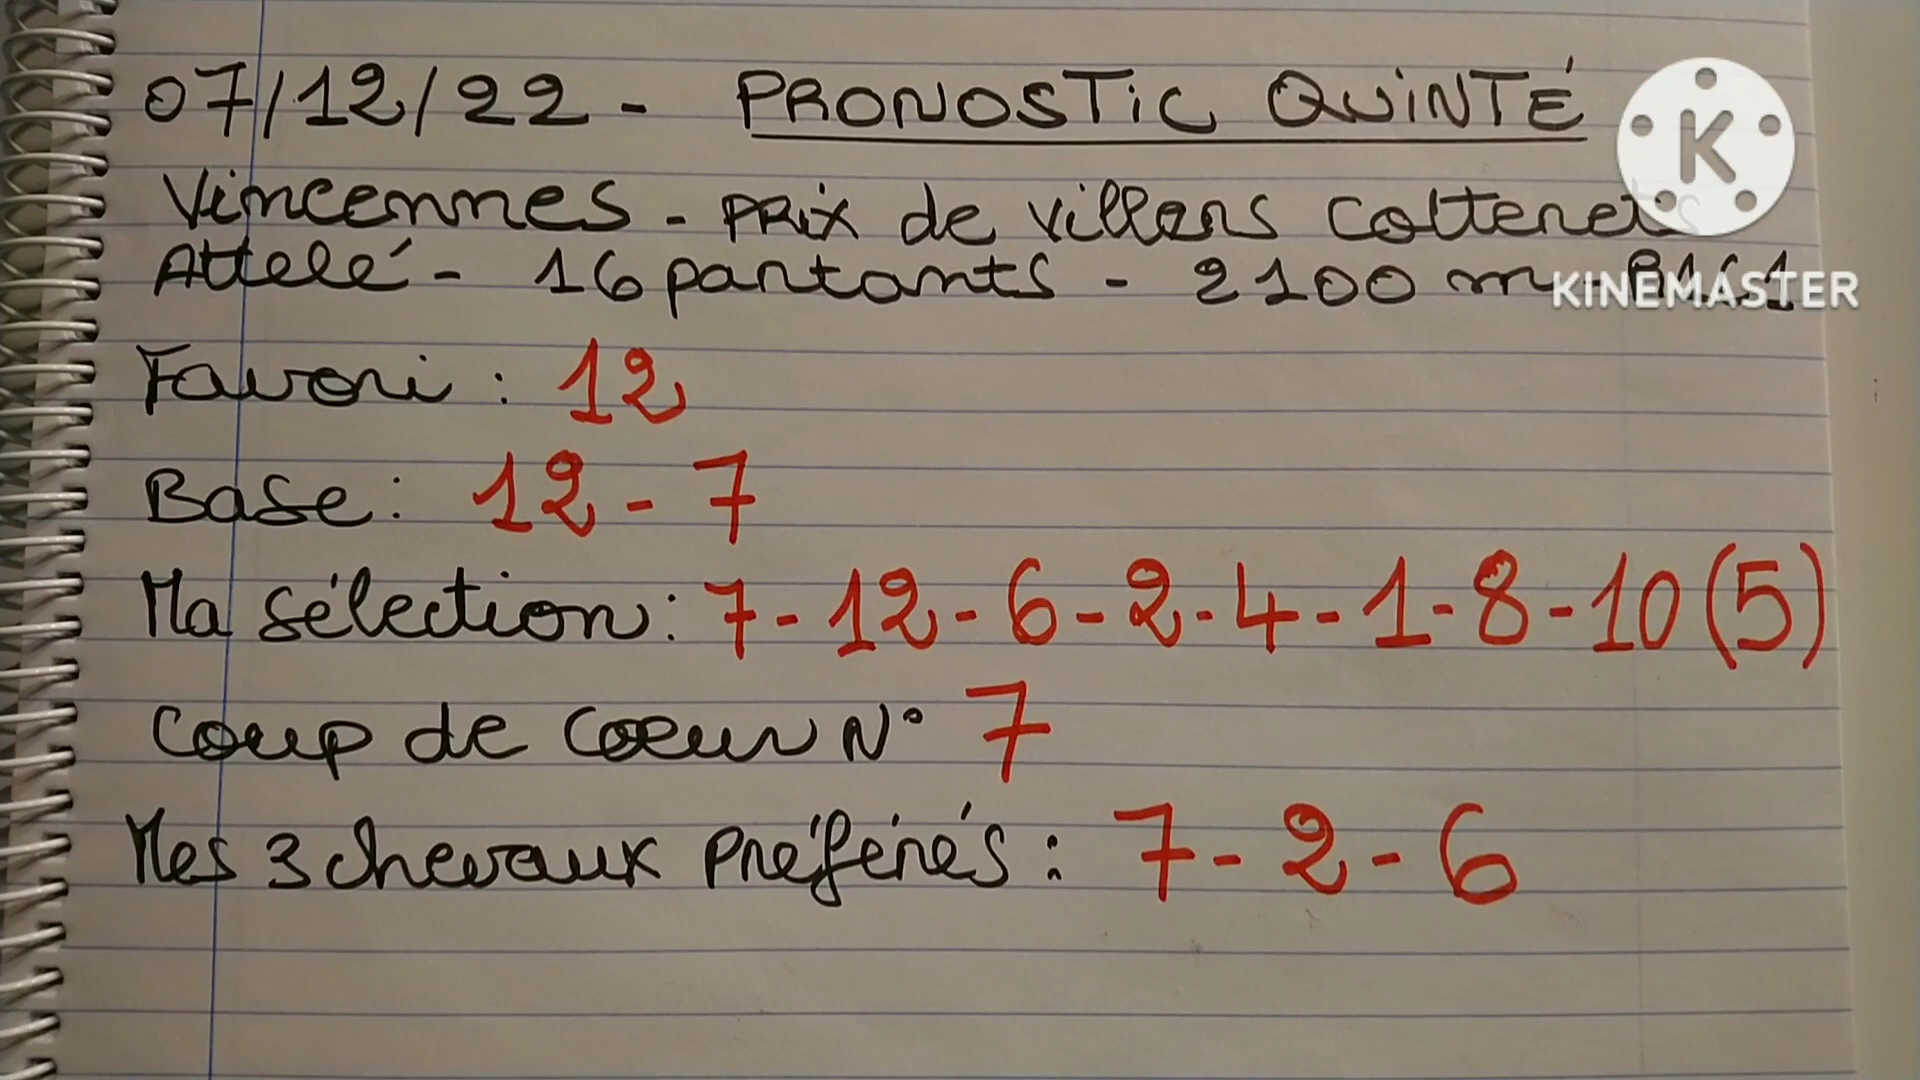 07/12/22 - PRONOSTIC QUINTÉ
Vincennes - PRIX de Villers Cotterets
Attelé - 16 partants - 2100 m - R1C1
K
KINEMASTER
Favori : 12
Base : 12 - 7
Ma sélection : 7 - 12 - 6 - 2 - 4 - 1 - 8 - 10 (5)
Coup de coeur N° 7
Mes 3 chevaux préférés : 7 - 2 - 6